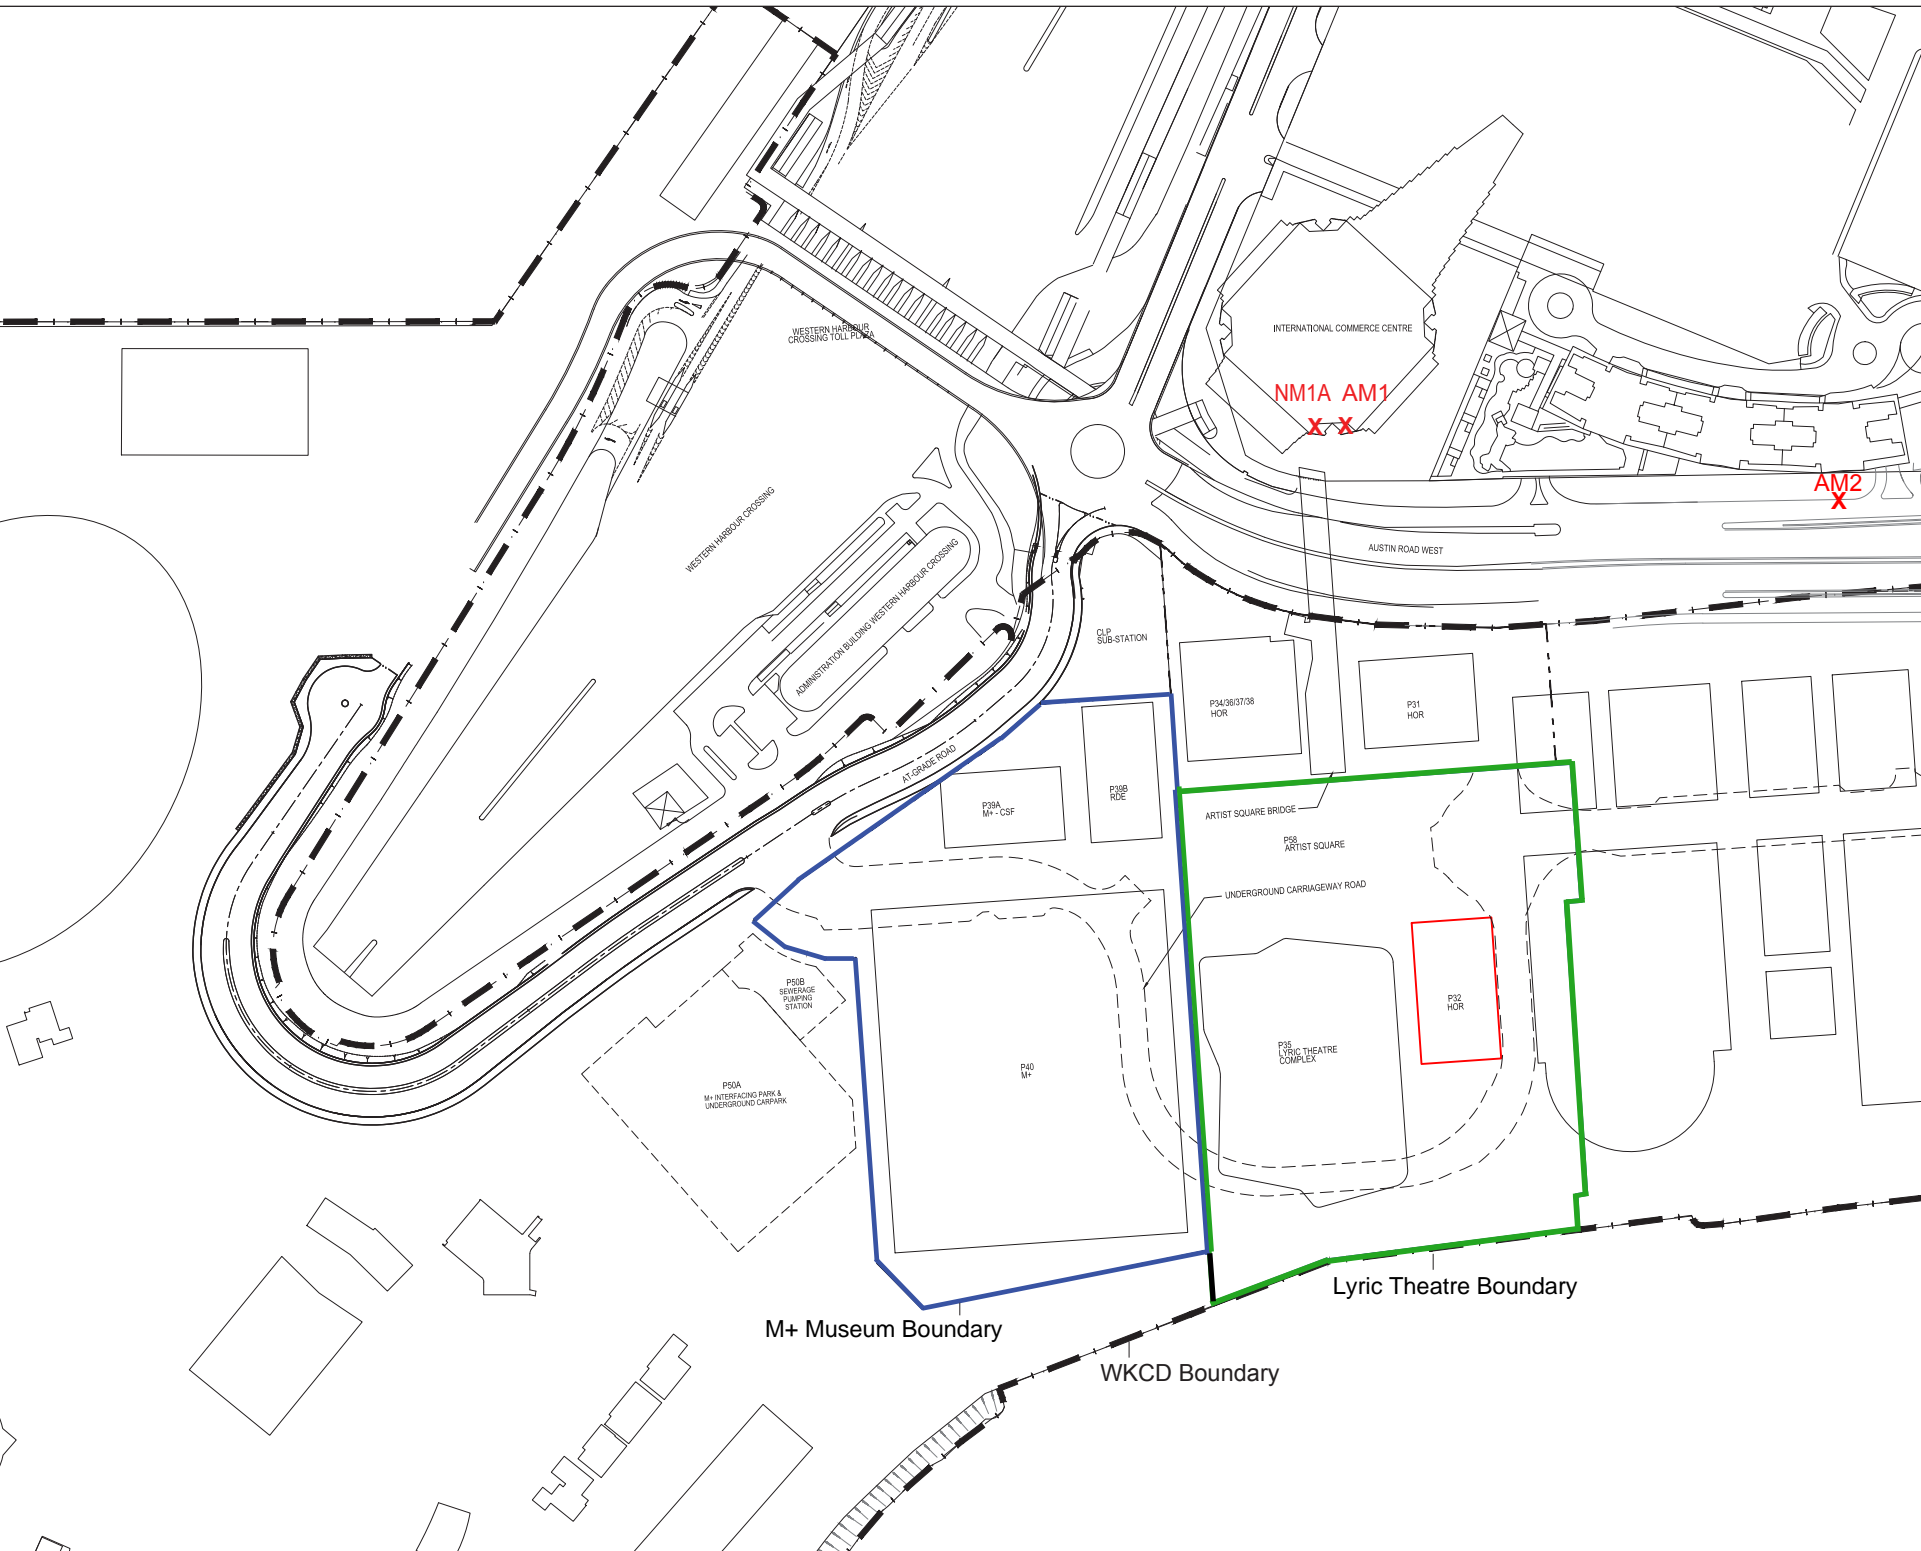 WESTERN HARBOUR
CROSSING TOLL PLAZA
INTERNATIONAL COMMERCE CENTRE
NM1A AM1
X X
AM2
X
WESTERN HARBOUR CROSSING
ADMINISTRATION BUILDING WESTERN HARBOUR CROSSING
AUSTIN ROAD WEST
CLP
SUB-STATION
P34/36/37/38
HOR
P31
HOR
AT-GRADE ROAD
P39A
M+ - CSF
P39B
RDE
ARTIST SQUARE BRIDGE
P58
ARTIST SQUARE
UNDERGROUND CARRIAGEWAY ROAD
P50B
SEWERAGE
PUMPING
STATION
P32
HOR
P35
LYRIC THEATRE
COMPLEX
P40
M+
P50A
M+ INTERFACING PARK &
UNDERGROUND CARPARK
Lyric Theatre Boundary
M+ Museum Boundary
WKCD Boundary